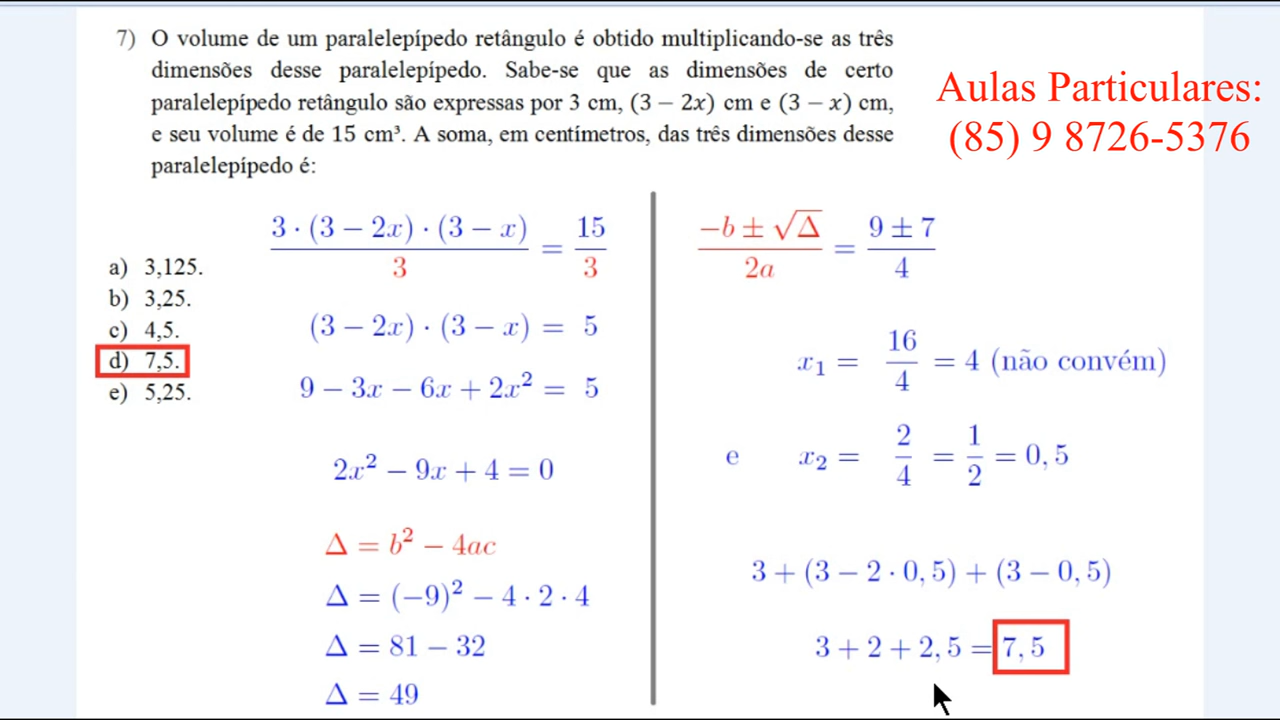 7) O volume de um paralelepípedo retângulo é obtido multiplicando-se as três
dimensões desse paralelepípedo. Sabe-se que as dimensões de certo
paralelepípedo retângulo são expressas por 3 cm, (3 − 2x) cm e (3 − x) cm,
e seu volume é de 15 cm³. A soma, em centímetros, das três dimensões desse
paralelepípedo é:
Aulas Particulares:
(85) 9 8726-5376
a) 3,125.
b) 3,25.
c) 4,5.
d) 7,5.
e) 5,25.
3 · (3 − 2x) · (3 − x) / 3 = 15 / 3
(3 − 2x) · (3 − x) = 5
9 − 3x − 6x + 2x² = 5
2x² − 9x + 4 = 0
Δ = b² − 4ac
Δ = (−9)² − 4 · 2 · 4
Δ = 81 − 32
Δ = 49
−b ± √Δ / 2a = 9 ± 7 / 4
x₁ = 16 / 4 = 4 (não convém)
e x₂ = 2 / 4 = 1 / 2 = 0, 5
3 + (3 − 2 · 0, 5) + (3 − 0, 5)
3 + 2 + 2, 5 = 7, 5